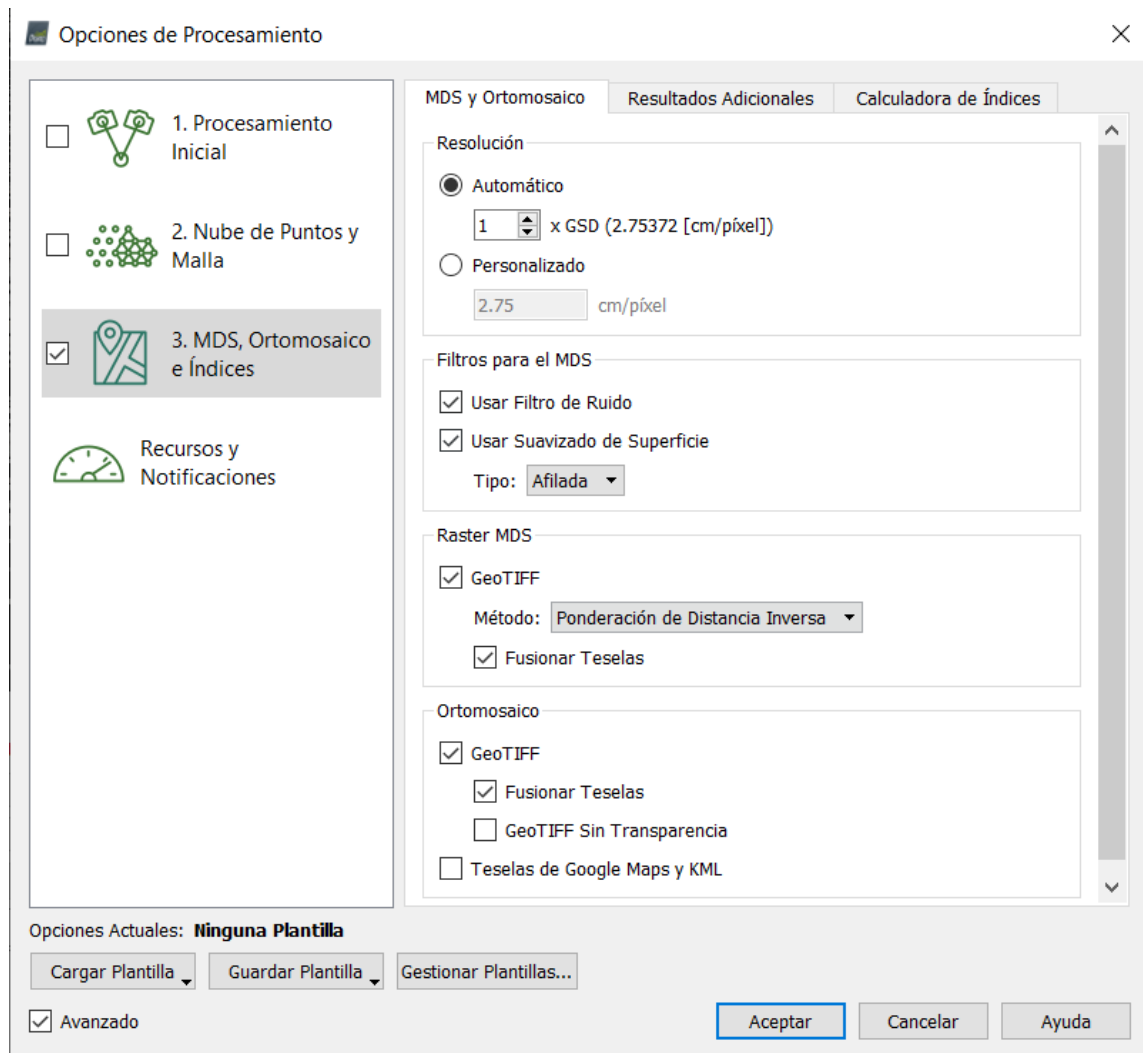 Opciones de Procesamiento
1. Procesamiento
Inicial
2. Nube de Puntos y
Malla
3. MDS, Ortomosaico
e Índices
Recursos y
Notificaciones
MDS y Ortomosaico
Resultados Adicionales
Calculadora de Índices
Resolución
Automático
1 x GSD (2.75372 [cm/píxel])
Personalizado
2.75 cm/píxel
Filtros para el MDS
Usar Filtro de Ruido
Usar Suavizado de Superficie
Tipo: Afilada
Raster MDS
GeoTIFF
Método: Ponderación de Distancia Inversa
Fusionar Teselas
Ortomosaico
GeoTIFF
Fusionar Teselas
GeoTIFF Sin Transparencia
Teselas de Google Maps y KML
Opciones Actuales: Ninguna Plantilla
Cargar Plantilla
Guardar Plantilla
Gestionar Plantillas...
Avanzado
Aceptar
Cancelar
Ayuda